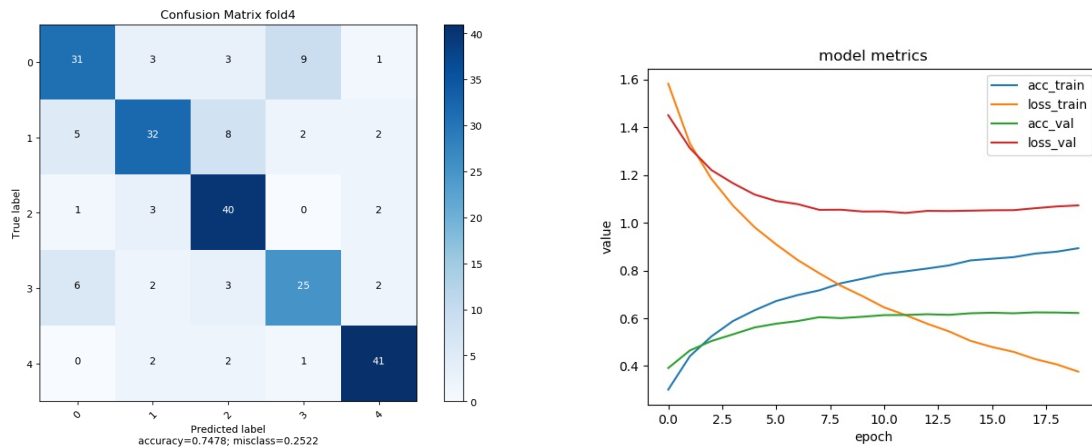 Confusion Matrix fold4
0 31 3 3 9 1
1 5 32 8 2 2
2 1 3 40 0 2
3 6 2 3 25 2
4 0 2 2 1 41
0 1 2 3 4
True label
Predicted label
accuracy=0.7478; misclass=0.2522
40
35
30
25
20
15
10
5
0
model metrics
1.6
1.4
1.2
1.0
0.8
0.6
0.4
value
0.0 2.5 5.0 7.5 10.0 12.5 15.0 17.5
epoch
acc_train
loss_train
acc_val
loss_val